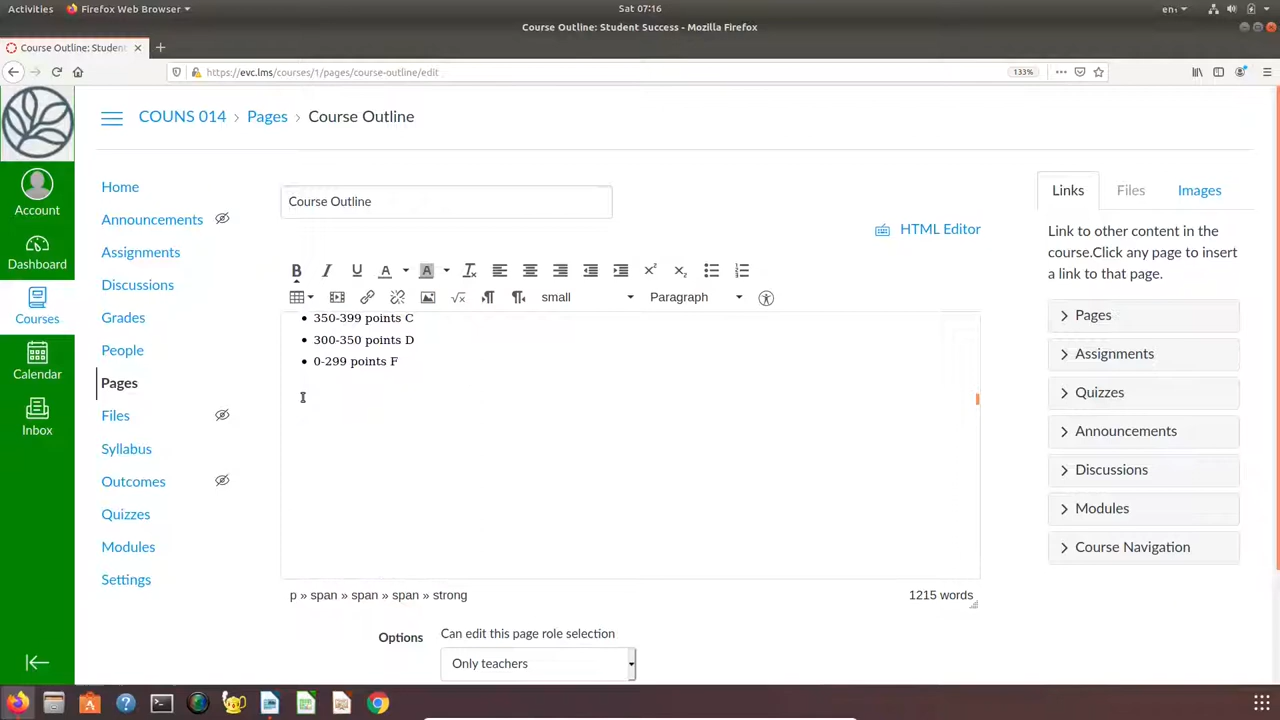 Activities Firefox Web Browser Sat 07:16 en1
Course Outline: Student Success - Mozilla Firefox
Course Outline: Student
https://evc.lms/courses/1/pages/course-outline/edit 133%
COUNS 014 › Pages › Course Outline
Account
Dashboard
Courses
Calendar
Inbox
Home
Announcements
Assignments
Discussions
Grades
People
Pages
Files
Syllabus
Outcomes
Quizzes
Modules
Settings
Course Outline
HTML Editor
small Paragraph
350-399 points C
300-350 points D
0-299 points F
p » span » span » span » strong 1215 words
Options Can edit this page role selection
Only teachers
Links Files Images
Link to other content in the
course.Click any page to insert
a link to that page.
Pages
Assignments
Quizzes
Announcements
Discussions
Modules
Course Navigation